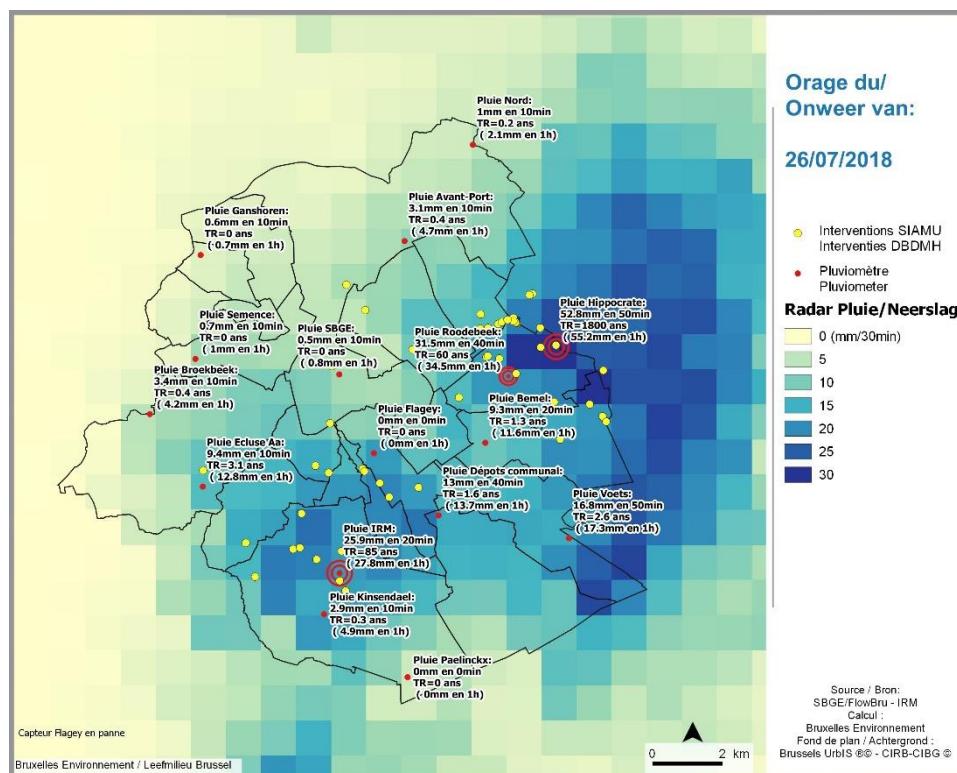 Pluie Nord:
1mm en 10min
TR=0.2 ans
( 2.1mm en 1h)
Pluie Avant-Port:
3.1mm en 10min
TR=0.4 ans
( 4.7mm en 1h)
Pluie Ganshoren:
0.6mm en 10min
TR=0 ans
( 0.7mm en 1h)
Pluie Hippocrate:
52.8mm en 50min
TR=1800 ans
(55.2mm en 1h)
Pluie Semence:
0.7mm en 10min
TR=0 ans
( 1mm en 1h)
Pluie SBGE:
0.5mm en 10min
TR=0 ans
( 0.8mm en 1h)
Pluie Roodebeek:
31.5mm en 40min
TR=60 ans
( 34.5mm en 1h)
Pluie Broekbeek:
3.4mm en 10min
TR=0.4 ans
( 4.2mm en 1h)
Pluie Flagey:
0mm en 0min
TR=0 ans
( 0mm en 1h)
Pluie Bemel:
9.3mm en 20min
TR=1.3 ans
( 11.6mm en 1h)
Pluie Ecluse Aa:
9.4mm en 10min
TR=3.1 ans
( 12.8mm en 1h)
Pluie Dépots communal:
13mm en 40min
TR=1.6 ans
( 13.7mm en 1h)
Pluie Voets:
16.8mm en 50min
TR=2.6 ans
( 17.3mm en 1h)
Pluie IRM:
25.9mm en 20min
TR=85 ans
( 27.8mm en 1h)
Pluie Kinsendael:
2.9mm en 10min
TR=0.3 ans
( 4.9mm en 1h)
Pluie Paelinckx:
0mm en 0min
TR=0 ans
( 0mm en 1h)
Capteur Flagey en panne
Bruxelles Environnement / Leefmilieu Brussel
0 2 km
Orage du/
Onweer van:
26/07/2018
Interventions SIAMU
Interventies DBDMH
Pluviomètre
Pluviometer
Radar Pluie/Neerslag
0 (mm/30min)
5
10
15
20
25
30
Source / Bron:
SBGE/FlowBru - IRM
Calcul :
Bruxelles Environnement
Fond de plan / Achtergrond :
Brussels UrbIS ®© - CIRB-CIBG ©